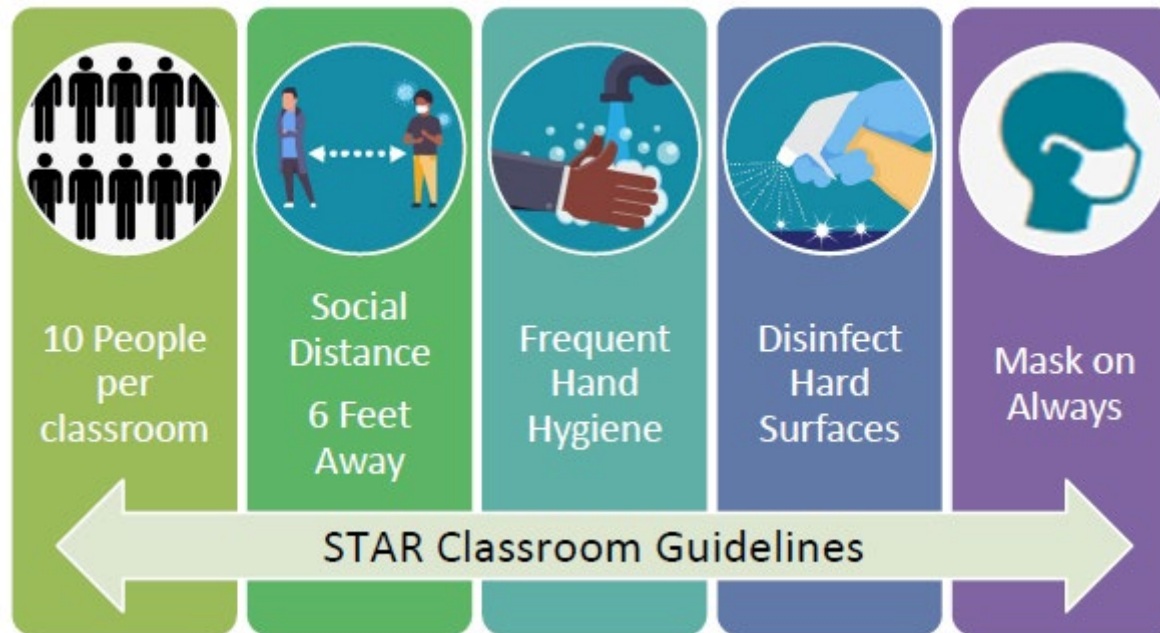 10 People
per
classroom
Social
Distance
6 Feet
Away
Frequent
Hand
Hygiene
Disinfect
Hard
Surfaces
Mask on
Always
STAR Classroom Guidelines